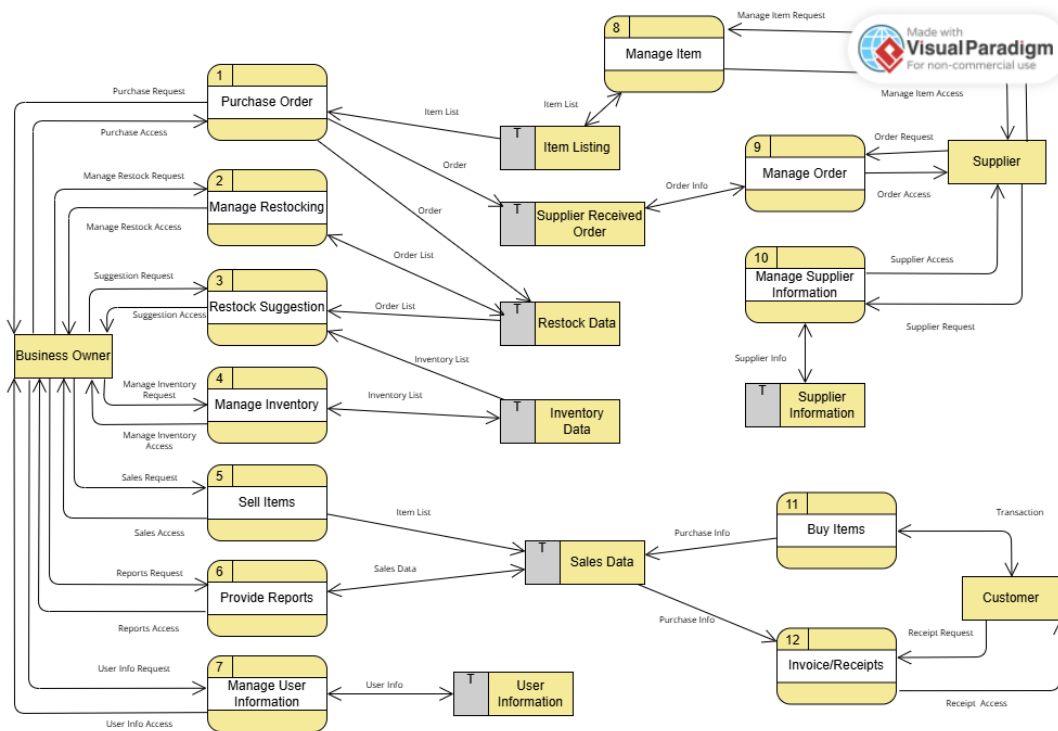 8
Manage Item
Manage Item Request
Made with
Visual Paradigm
For non-commercial use
Manage Item Access
1
Purchase Order
Purchase Request
Purchase Access
Item List
Item List
T
Item Listing
9
Manage Order
Order Request
Order Access
Supplier
2
Manage Restocking
Manage Restock Request
Manage Restock Access
Order
T
Supplier Received
Order
Order Info
Order
10
Manage Supplier
Information
Supplier Access
Supplier Request
3
Restock Suggestion
Suggestion Request
Suggestion Access
Order List
Order List
T
Restock Data
Business Owner
Inventory List
Supplier Info
4
Manage Inventory
Manage Inventory
Request
Manage Inventory
Access
Inventory List
T
Inventory
Data
T
Supplier
Information
5
Sell Items
Sales Request
Sales Access
Item List
11
Buy Items
Purchase Info
Transaction
T
Sales Data
6
Provide Reports
Reports Request
Reports Access
Sales Data
Customer
Purchase Info
12
Invoice/Receipts
Receipt Request
Receipt Access
7
Manage User
Information
User Info Request
User Info Access
User Info
T
User
Information